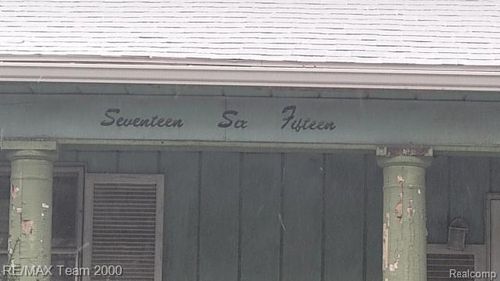 Seventeen Six Fifteen
RE/MAX Team 2000
Realcomp